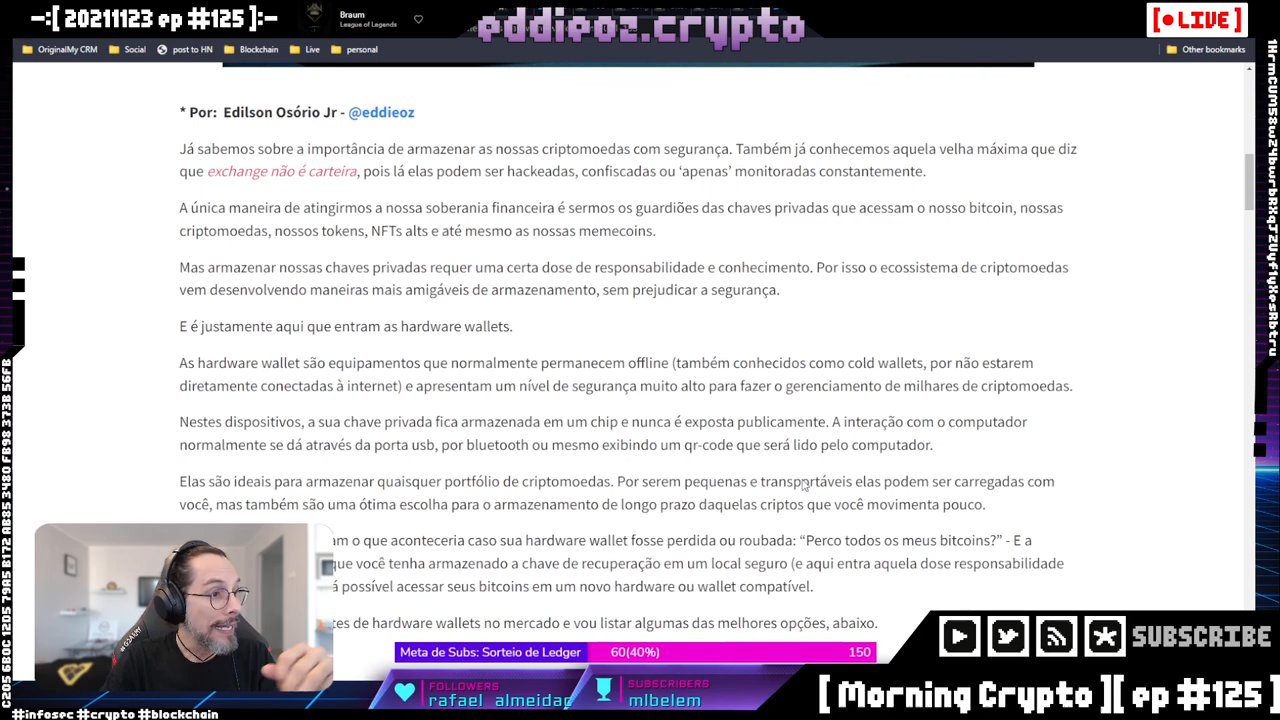 -:[ 20211123 ep #125 ]:-
Braum
League of Legends
eddieoz.crypto
[•LIVE]
OriginalMy CRM
Social
post to HN
Blockchain
Live
personal
Other bookmarks
* Por: Edilson Osório Jr - @eddieoz
Já sabemos sobre a importância de armazenar as nossas criptomoedas com segurança. Também já conhecemos aquela velha máxima que diz
que exchange não é carteira, pois lá elas podem ser hackeadas, confiscadas ou ‘apenas’ monitoradas constantemente.
A única maneira de atingirmos a nossa soberania financeira é sermos os guardiões das chaves privadas que acessam o nosso bitcoin, nossas
criptomoedas, nossos tokens, NFTs alts e até mesmo as nossas memecoins.
Mas armazenar nossas chaves privadas requer uma certa dose de responsabilidade e conhecimento. Por isso o ecossistema de criptomoedas
vem desenvolvendo maneiras mais amigáveis de armazenamento, sem prejudicar a segurança.
E é justamente aqui que entram as hardware wallets.
As hardware wallet são equipamentos que normalmente permanecem offline (também conhecidos como cold wallets, por não estarem
diretamente conectadas à internet) e apresentam um nível de segurança muito alto para fazer o gerenciamento de milhares de criptomoedas.
Nestes dispositivos, a sua chave privada fica armazenada em um chip e nunca é exposta publicamente. A interação com o computador
normalmente se dá através da porta usb, por bluetooth ou mesmo exibindo um qr-code que será lido pelo computador.
Elas são ideais para armazenar quaisquer portfólio de criptomoedas. Por serem pequenas e transportáveis elas podem ser carregadas com
você, mas também são uma ótima escolha para o armazenamento de longo prazo daquelas criptos que você movimenta pouco.
am o que aconteceria caso sua hardware wallet fosse perdida ou roubada: “Perco todos os meus bitcoins?” - E a
que você tenha armazenado a chave de recuperação em um local seguro (e aqui entra aquela dose responsabilidade
á possível acessar seus bitcoins em um novo hardware ou wallet compatível.
tes de hardware wallets no mercado e vou listar algumas das melhores opções, abaixo.
Meta de Subs: Sorteio de Ledger
60(40%)
150
SUBSCRIBE
FOLLOWERS
rafael_almeidac
SUBSCRIBERS
mlbelem
[ Morning Crypto ][ ep #125 ]
#infosec #crypto #blockchain